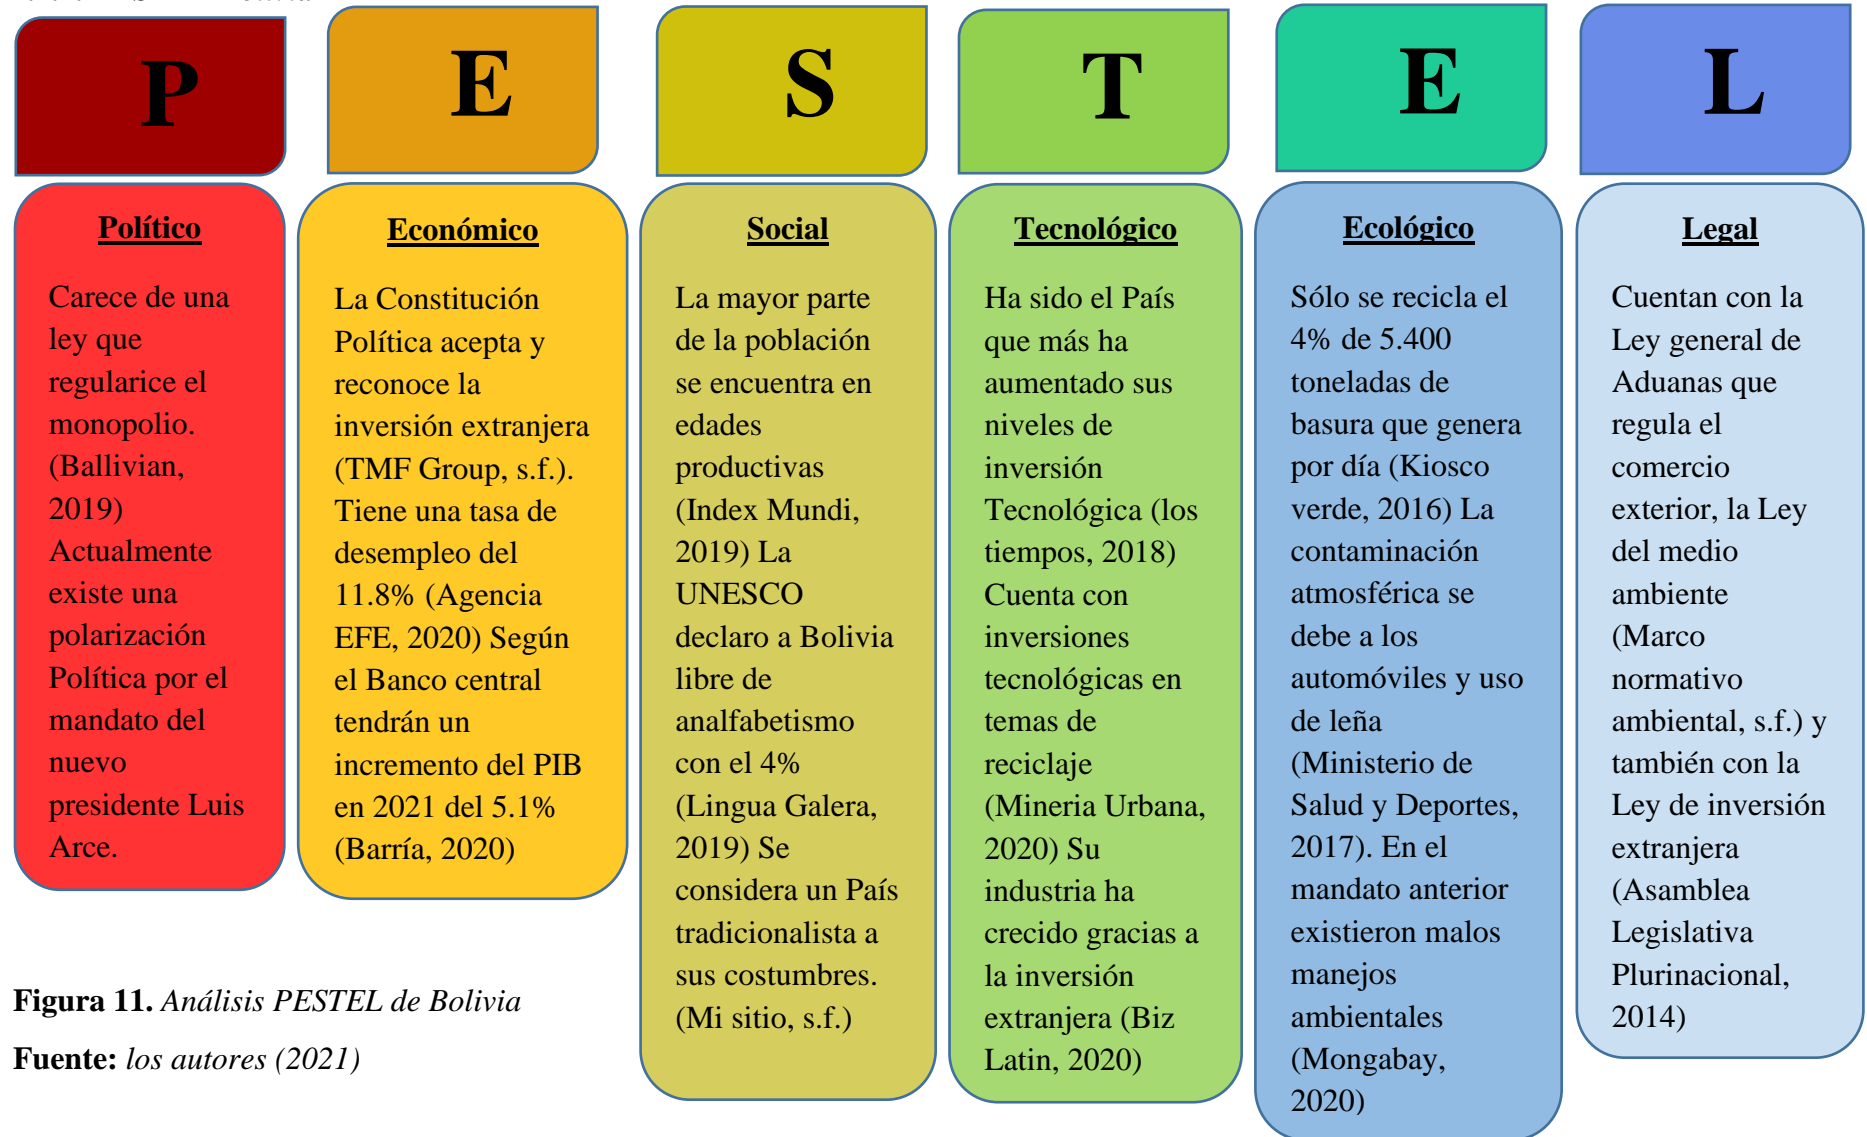 P
E
S
T
E
L
Político
Carece de una
ley que
regularice el
monopolio.
(Ballivian,
2019)
Actualmente
existe una
polarización
Política por el
mandato del
nuevo
presidente Luis
Arce.
Económico
La Constitución
Política acepta y
reconoce la
inversión extranjera
(TMF Group, s.f.).
Tiene una tasa de
desempleo del
11.8% (Agencia
EFE, 2020) Según
el Banco central
tendrán un
incremento del PIB
en 2021 del 5.1%
(Barría, 2020)
Social
La mayor parte
de la población
se encuentra en
edades
productivas
(Index Mundi,
2019) La
UNESCO
declaro a Bolivia
libre de
analfabetismo
con el 4%
(Lingua Galera,
2019) Se
considera un País
tradicionalista a
sus costumbres.
(Mi sitio, s.f.)
Tecnológico
Ha sido el País
que más ha
aumentado sus
niveles de
inversión
Tecnológica (los
tiempos, 2018)
Cuenta con
inversiones
tecnológicas en
temas de
reciclaje
(Mineria Urbana,
2020) Su
industria ha
crecido gracias a
la inversión
extranjera (Biz
Latin, 2020)
Ecológico
Sólo se recicla el
4% de 5.400
toneladas de
basura que genera
por día (Kiosco
verde, 2016) La
contaminación
atmosférica se
debe a los
automóviles y uso
de leña
(Ministerio de
Salud y Deportes,
2017). En el
mandato anterior
existieron malos
manejos
ambientales
(Mongabay,
2020)
Legal
Cuentan con la
Ley general de
Aduanas que
regula el
comercio
exterior, la Ley
del medio
ambiente
(Marco
normativo
ambiental, s.f.) y
también con la
Ley de inversión
extranjera
(Asamblea
Legislativa
Plurinacional,
2014)
Figura 11. Análisis PESTEL de Bolivia
Fuente: los autores (2021)